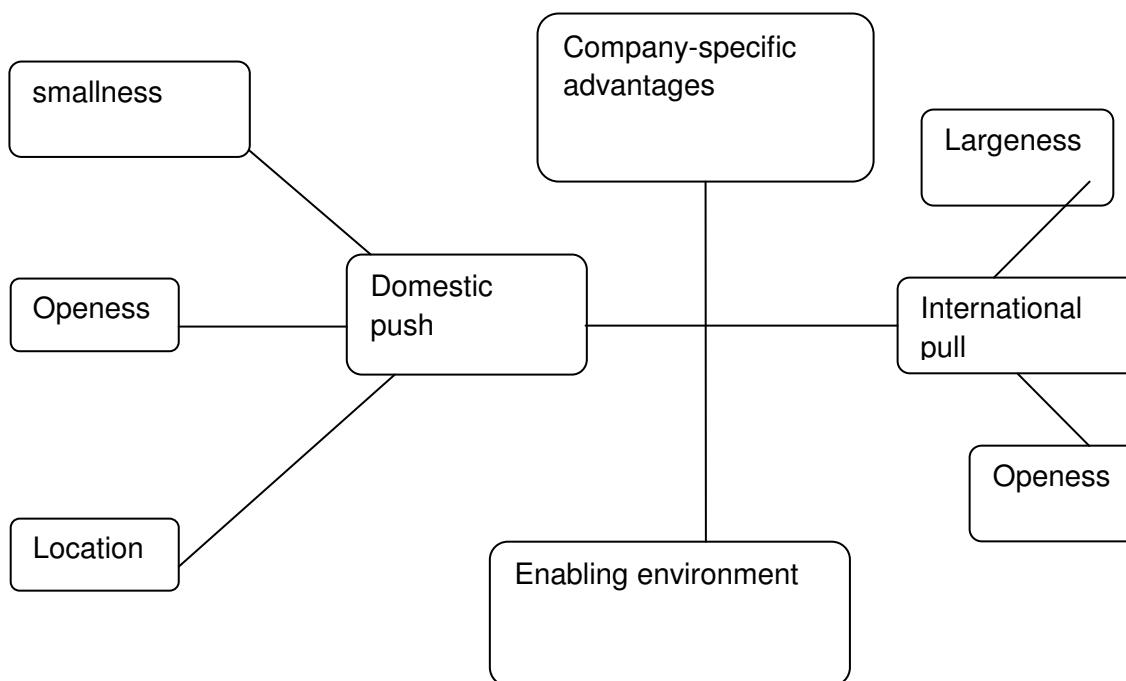 Company-specific
advantages
smallness
Largeness
Domestic
push
Openess
International
pull
Openess
Location
Enabling environment